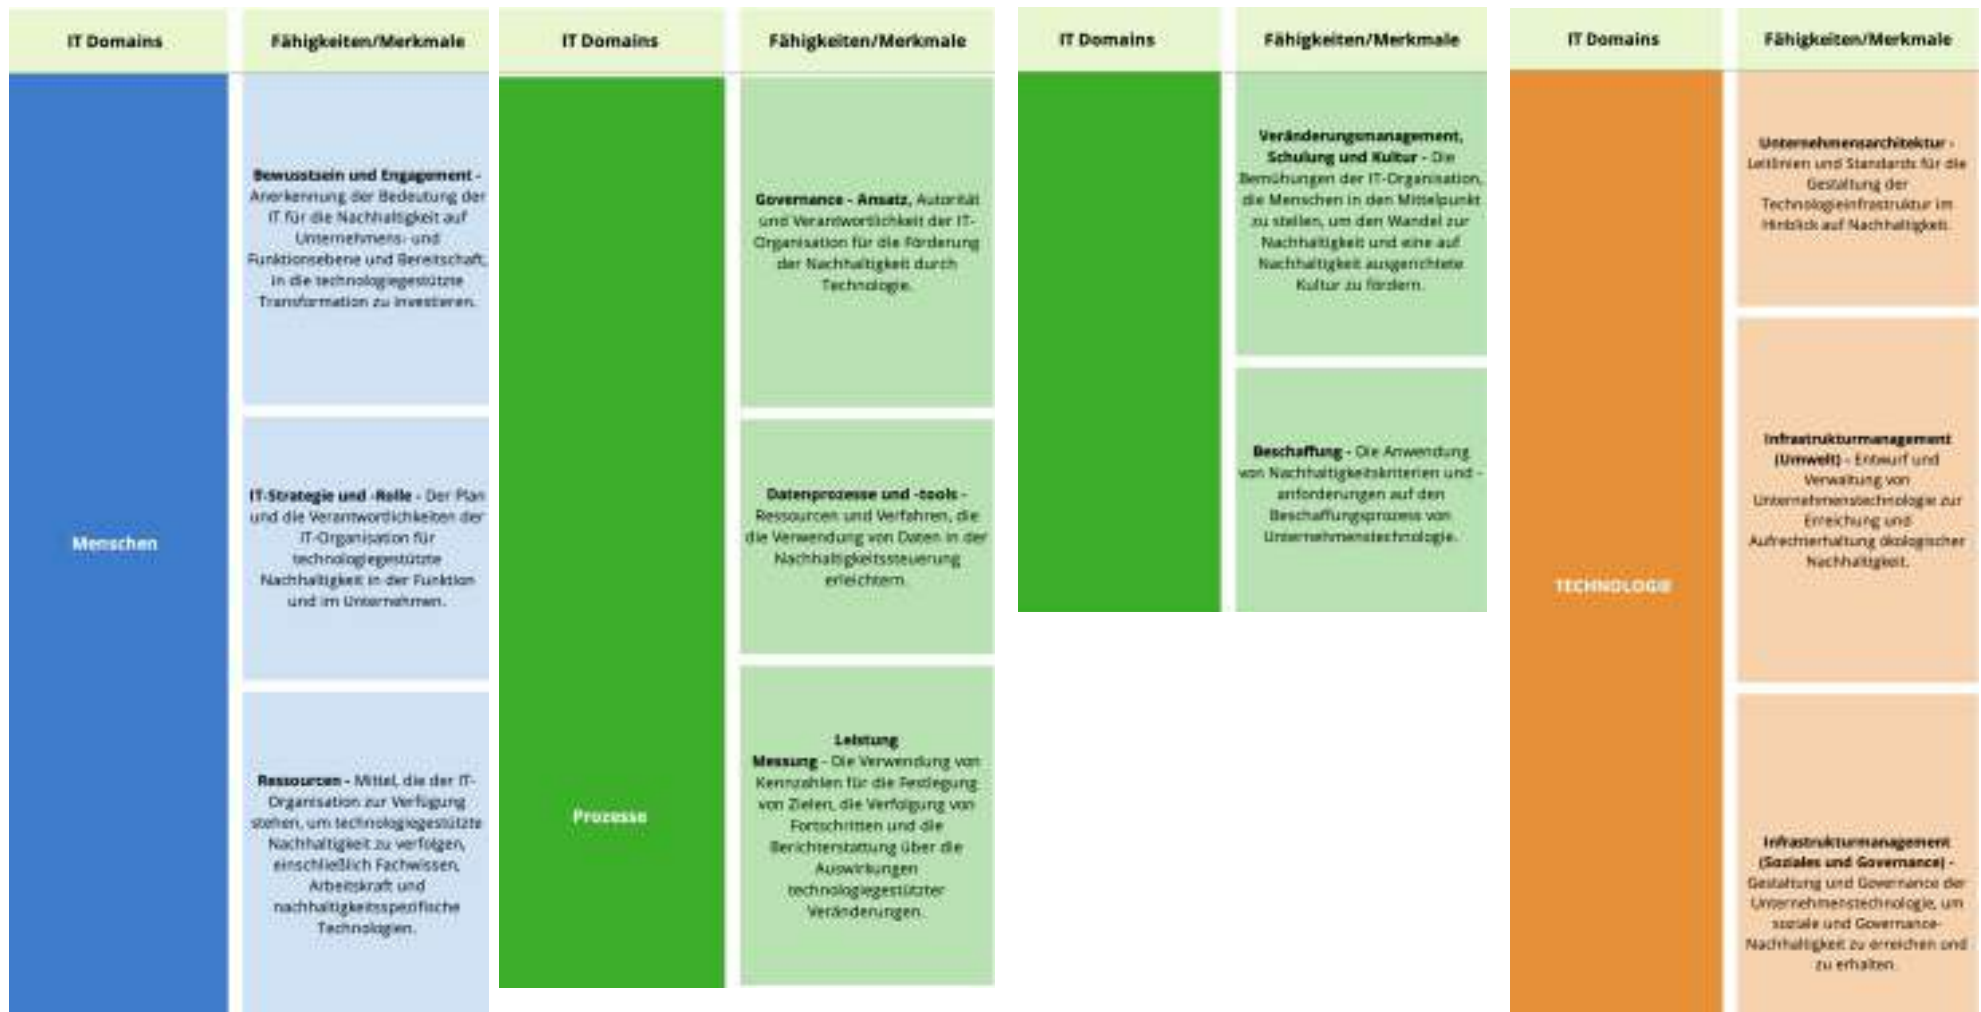 IT Domains
Fähigkeiten/Merkmale
Menschen
Bewusstsein und Engagement -
Anerkennung der Bedeutung der
IT für die Nachhaltigkeit auf
Unternehmens- und
Funktionsebene und Bereitschaft,
in die technologiegestützte
Transformation zu investieren.
IT-Strategie und -Rolle - Der Plan
und die Verantwortlichkeiten der
IT-Organisation für
technologiegestützte
Nachhaltigkeit in der Funktion
und im Unternehmen.
Ressourcen - Mittel, die der IT-
Organisation zur Verfügung
stehen, um technologiegestützte
Nachhaltigkeit zu verfolgen,
einschließlich Fachwissen,
Arbeitskraft und
nachhaltigkeitsspezifische
Technologien.
IT Domains
Fähigkeiten/Merkmale
Prozesse
Governance - Ansatz, Autorität
und Verantwortlichkeit der IT-
Organisation für die Förderung
der Nachhaltigkeit durch
Technologie.
Datenprozesse und -tools -
Ressourcen und Verfahren, die
die Verwendung von Daten in der
Nachhaltigkeitssteuerung
erleichtern.
Leistung
Messung - Die Verwendung von
Kennzahlen für die Festlegung
von Zielen, die Verfolgung von
Fortschritten und die
Berichterstattung über die
Auswirkungen
technologiegestützter
Veränderungen.
IT Domains
Fähigkeiten/Merkmale
Veränderungsmanagement,
Schulung und Kultur - Die
Bemühungen der IT-Organisation,
die Menschen in den Mittelpunkt
zu stellen, um den Wandel zur
Nachhaltigkeit und eine auf
Nachhaltigkeit ausgerichtete
Kultur zu fördern.
Beschaffung - Die Anwendung
von Nachhaltigkeitskriterien und -
anforderungen auf den
Beschaffungsprozess von
Unternehmenstechnologie.
IT Domains
Fähigkeiten/Merkmale
TECHNOLOGIE
Unternehmensarchitektur -
Leitlinien und Standards für die
Gestaltung der
Technologieinfrastruktur im
Hinblick auf Nachhaltigkeit.
Infrastrukturmanagement
(Umwelt) - Entwurf und
Verwaltung von
Unternehmenstechnologie zur
Erreichung und
Aufrechterhaltung ökologischer
Nachhaltigkeit.
Infrastrukturmanagement
(Soziales und Governance) -
Gestaltung und Governance der
Unternehmenstechnologie, um
soziale und Governance-
Nachhaltigkeit zu erreichen und
zu erhalten.